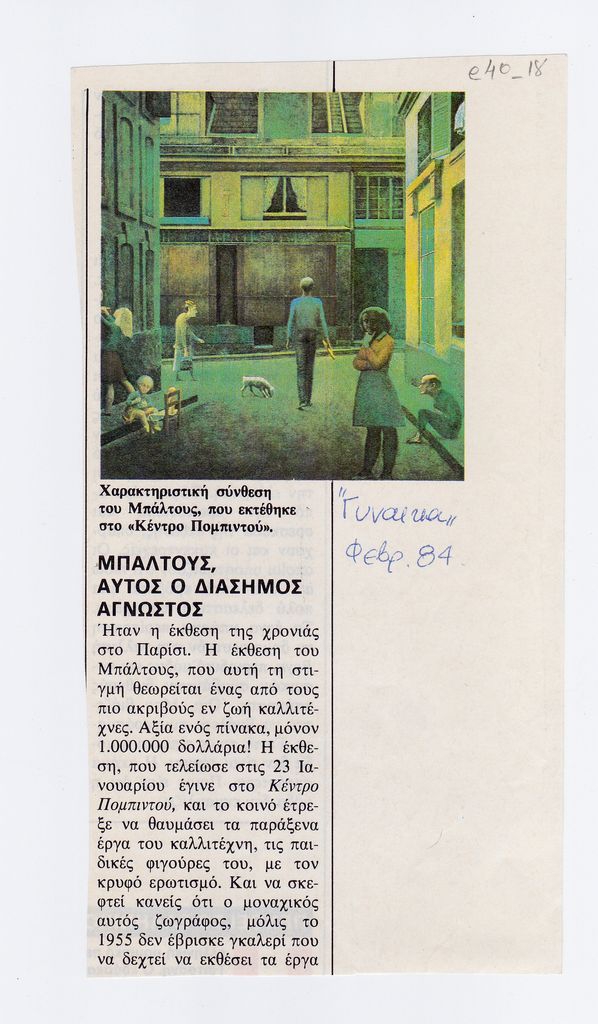 e40_18
Χαρακτηριστική σύνθεση
του Μπάλτους, που εκτέθηκε
στο «Κέντρο Πομπιντού».
"Γυναίκα"
Φεβρ. 84.
ΜΠΑΛΤΟΥΣ,
ΑΥΤΟΣ Ο ΔΙΑΣΗΜΟΣ
ΑΓΝΩΣΤΟΣ
Ήταν η έκθεση της χρονιάς
στο Παρίσι. Η έκθεση του
Μπάλτους, που αυτή τη στι-
γμή θεωρείται ένας από τους
πιο ακριβούς εν ζωή καλλιτέ-
χνες. Αξία ενός πίνακα, μόνον
1.000.000 δολλάρια! Η έκθε-
ση, που τελείωσε στις 23 Ια-
νουαρίου έγινε στο Κέντρο
Πομπιντού, και το κοινό έτρε-
ξε να θαυμάσει τα παράξενα
έργα του καλλιτέχνη, τις παι-
δικές φιγούρες του, με τον
κρυφό ερωτισμό. Και να σκε-
φτεί κανείς ότι ο μοναχικός
αυτός ζωγράφος, μόλις το
1955 δεν έβρισκε γκαλερί που
να δεχτεί να εκθέσει τα έργα